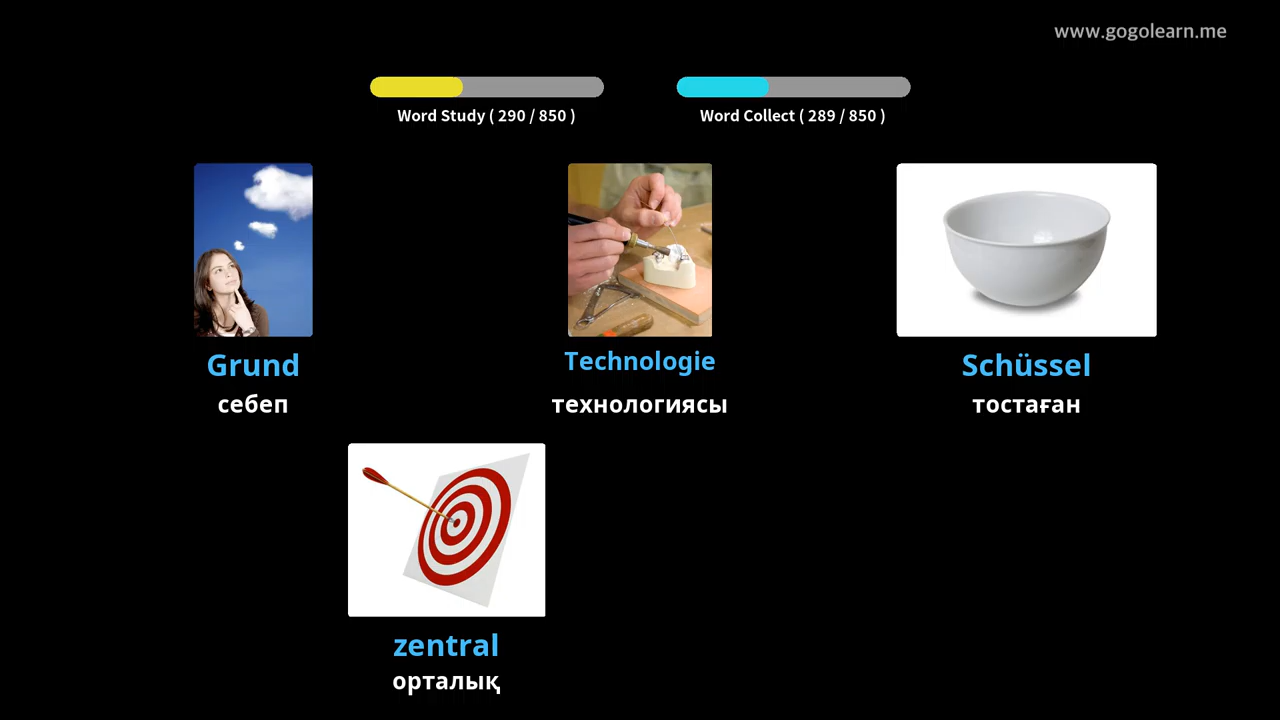 www.gogolearn.me
Word Study ( 290 / 850 )
Word Collect ( 289 / 850 )
Grund
себеп
Technologie
технологиясы
Schüssel
тостаған
zentral
орталық